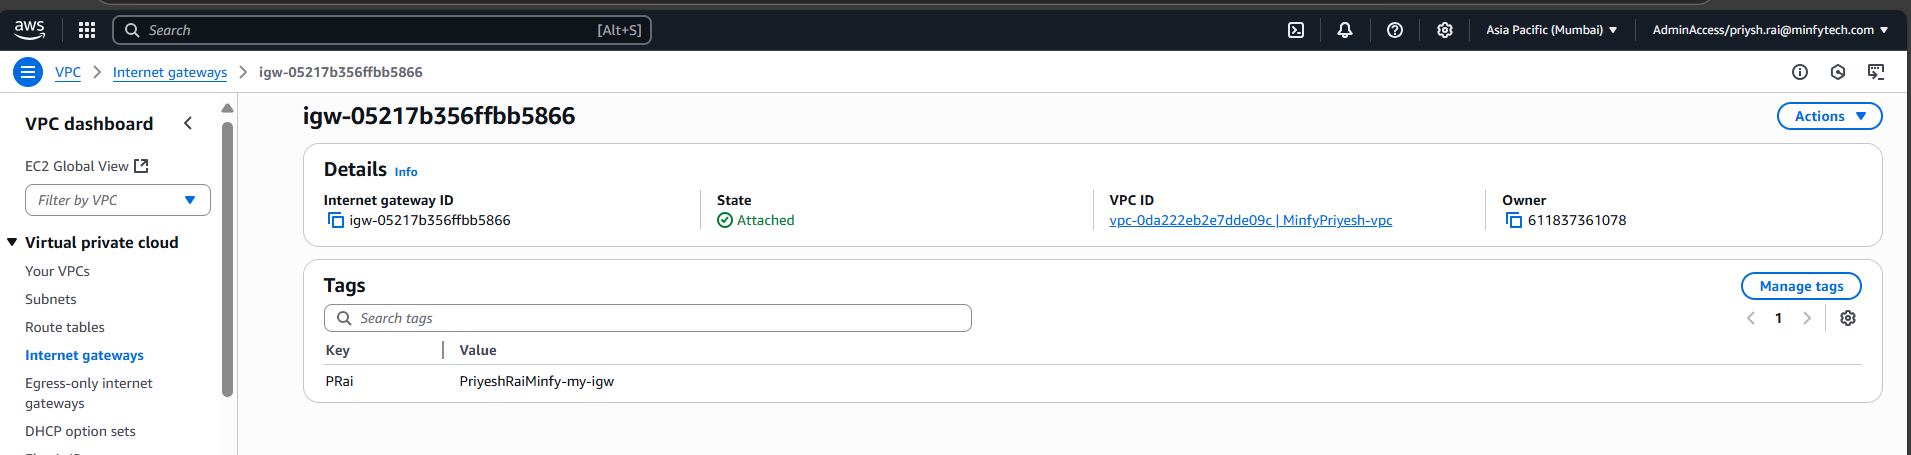 aws
Search [Alt+S]
Asia Pacific (Mumbai)
AdminAccess/priysh.rai@minfytech.com
VPC
Internet gateways
igw-05217b356ffbb5866
VPC dashboard
EC2 Global View
Filter by VPC
Virtual private cloud
Your VPCs
Subnets
Route tables
Internet gateways
Egress-only internet
gateways
DHCP option sets
igw-05217b356ffbb5866
Actions
Details Info
Internet gateway ID
igw-05217b356ffbb5866
State
Attached
VPC ID
vpc-0da222eb2e7dde09c | MinfyPriyesh-vpc
Owner
611837361078
Tags
Manage tags
Search tags
1
Key Value
PRai PriyeshRaiMinfy-my-igw